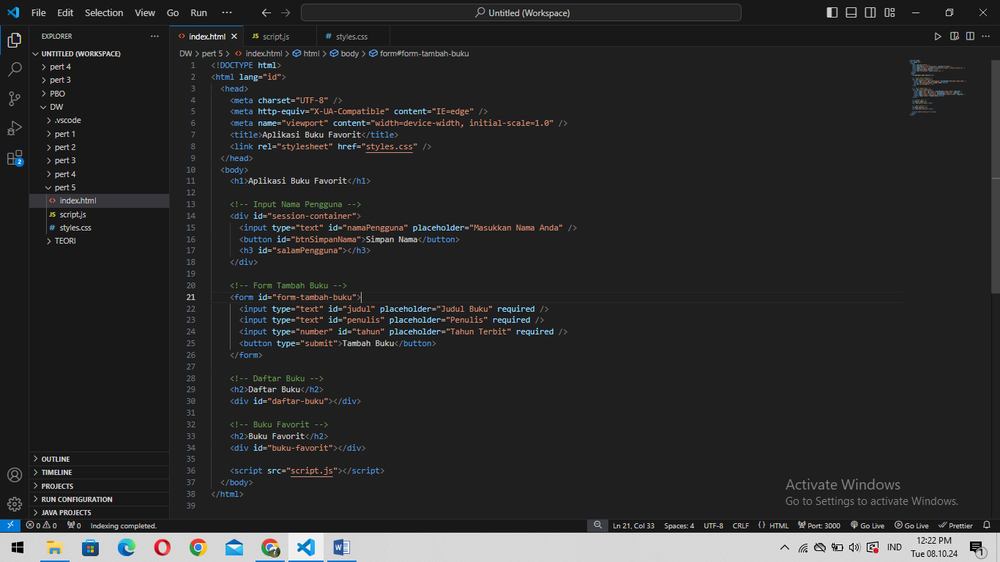 File Edit Selection View Go Run ··· Untitled (Workspace)
EXPLORER ···
UNTITLED (WORKSPACE)
pert 4
pert 3
PBO
DW
.vscode
pert 1
pert 2
pert 3
pert 4
pert 5
index.html
JS script.js
# styles.css
TEORI
OUTLINE
TIMELINE
PROJECTS
RUN CONFIGURATION
JAVA PROJECTS
2
index.html JS script.js # styles.css
DW > pert 5 > index.html > html > body > form#form-tambah-buku
1 <!DOCTYPE html>
2 <html lang="id">
3 <head>
4 <meta charset="UTF-8" />
5 <meta http-equiv="X-UA-Compatible" content="IE=edge" />
6 <meta name="viewport" content="width=device-width, initial-scale=1.0" />
7 <title>Aplikasi Buku Favorit</title>
8 <link rel="stylesheet" href="styles.css" />
9 </head>
10 <body>
11 <h1>Aplikasi Buku Favorit</h1>
12
13 <!-- Input Nama Pengguna -->
14 <div id="session-container">
15 <input type="text" id="namaPengguna" placeholder="Masukkan Nama Anda" />
16 <button id="btnSimpanNama">Simpan Nama</button>
17 <h3 id="salamPengguna"></h3>
18 </div>
19
20 <!-- Form Tambah Buku -->
21 <form id="form-tambah-buku">
22 <input type="text" id="judul" placeholder="Judul Buku" required />
23 <input type="text" id="penulis" placeholder="Penulis" required />
24 <input type="number" id="tahun" placeholder="Tahun Terbit" required />
25 <button type="submit">Tambah Buku</button>
26 </form>
27
28 <!-- Daftar Buku -->
29 <h2>Daftar Buku</h2>
30 <div id="daftar-buku"></div>
31
32 <!-- Buku Favorit -->
33 <h2>Buku Favorit</h2>
34 <div id="buku-favorit"></div>
35
36 <script src="script.js"></script>
37 </body>
38 </html>
39
Activate Windows
Go to Settings to activate Windows.
0 0 0 Indexing completed. Ln 21, Col 33 Spaces: 4 UTF-8 CRLF {} HTML Port: 3000 Go Live Go Live Prettier
IND 12:22 PM
Tue 08.10.24
1